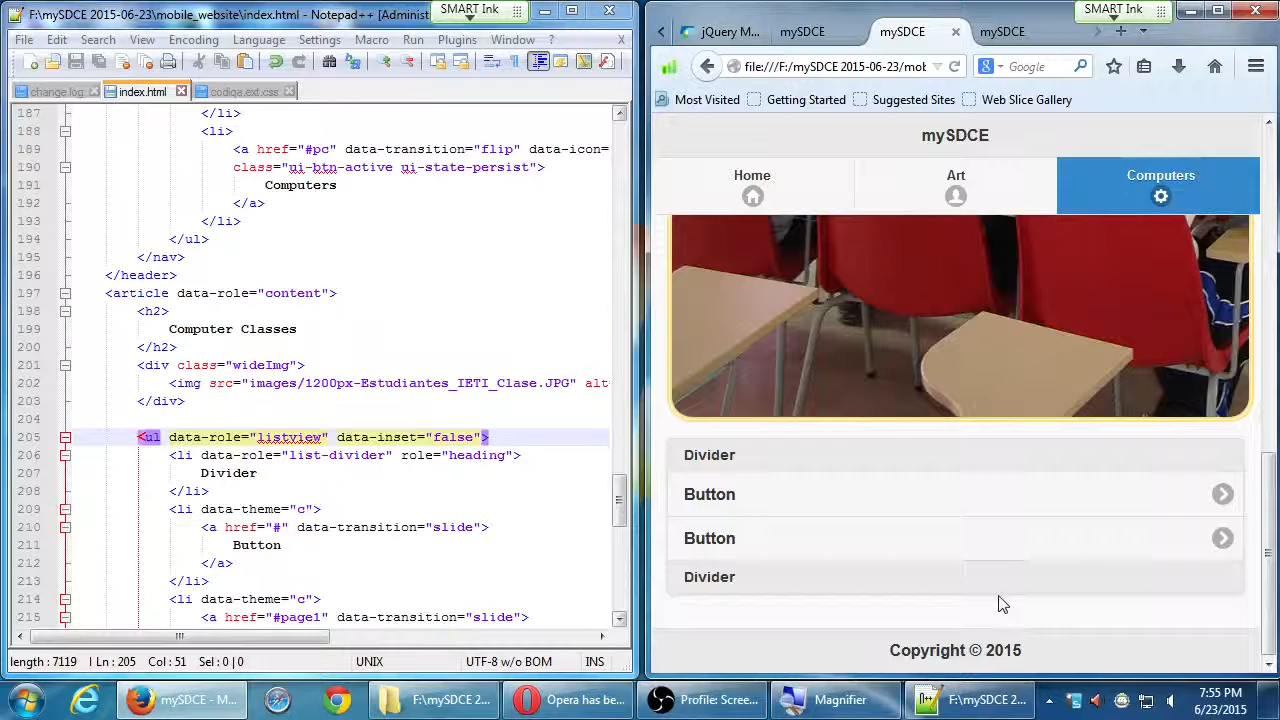 F:\mySDCE 2015-06-23\mobile_website\index.html - Notepad++ [Administ
SMART Ink
File Edit Search View Encoding Language Settings Macro Run Plugins Window ? X
change.log index.html codiqa.ext.css
187 </li>
188 <li>
189 <a href="#pc" data-transition="flip" data-icon=
190 class="ui-btn-active ui-state-persist">
191 Computers
192 </a>
193 </li>
194 </ul>
195 </nav>
196 </header>
197 <article data-role="content">
198 <h2>
199 Computer Classes
200 </h2>
201 <div class="wideImg">
202 <img src="images/1200px-Estudiantes_IETI_Clase.JPG" alt
203 </div>
204
205 <ul data-role="listview" data-inset="false">
206 <li data-role="list-divider" role="heading">
207 Divider
208 </li>
209 <li data-theme="c">
210 <a href="#" data-transition="slide">
211 Button
212 </a>
213 </li>
214 <li data-theme="c">
215 <a href="#page1" data-transition="slide">
length : 7119 l Ln : 205 Col : 51 Sel : 0 | 0 UNIX UTF-8 w/o BOM INS
SMART Ink
jQuery M... mySDCE mySDCE mySDCE
file:///F:/mySDCE 2015-06-23/mob Google
Most Visited Getting Started Suggested Sites Web Slice Gallery
mySDCE
Home Art Computers
Divider
Button
Button
Divider
Copyright © 2015
mySDCE - M... F:\mySDCE 2... Opera has be... Profile: Scree... Magnifier F:\mySDC 2...
7:55 PM
6/23/2015